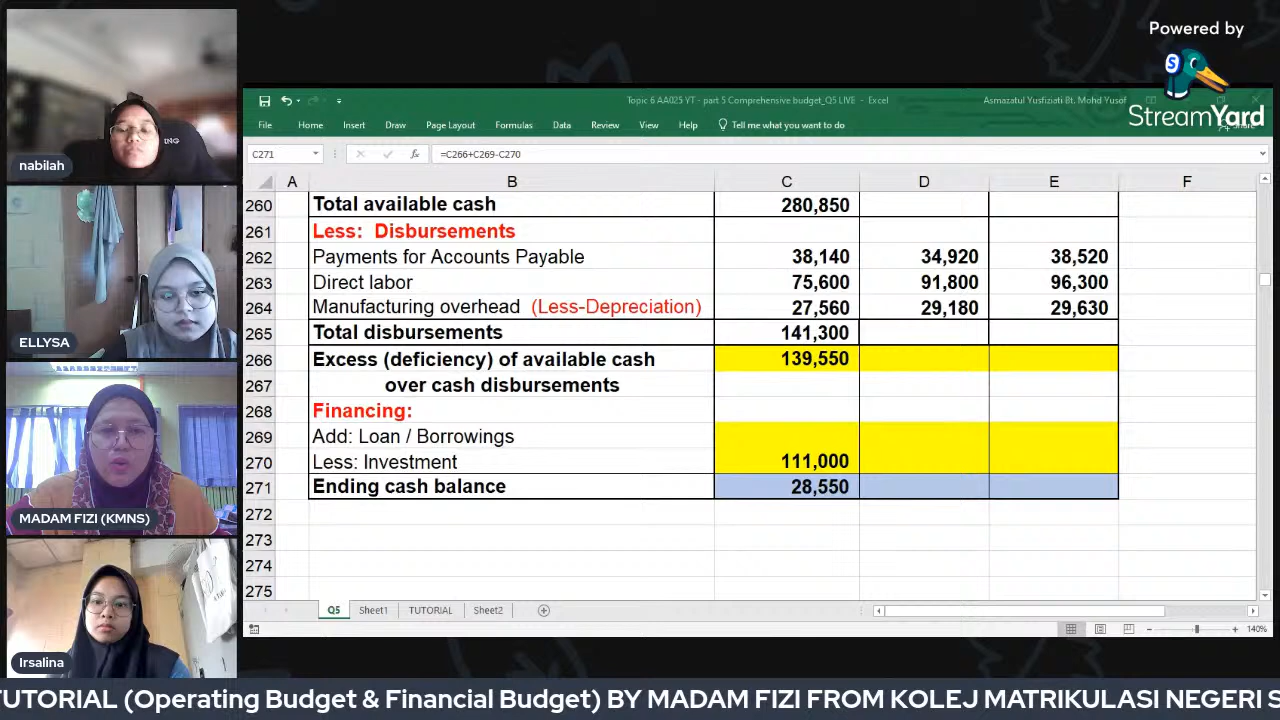 Powered by
StreamYard
nabilah
ELLYSA
MADAM FIZI (KMNS)
Irsalina
Topic 6 AA025 YT - part 5 Comprehensive budget_Q5 LIVE - Excel
Asmazatul Yusfiziati Bt. Mohd Yusof
File Home Insert Draw Page Layout Formulas Data Review View Help Tell me what you want to do
C271 fx =C266+C269-C270
A B C D E F
260 Total available cash 280,850
261 Less: Disbursements
262 Payments for Accounts Payable 38,140 34,920 38,520
263 Direct labor 75,600 91,800 96,300
264 Manufacturing overhead (Less-Depreciation) 27,560 29,180 29,630
265 Total disbursements 141,300
266 Excess (deficiency) of available cash 139,550
267 over cash disbursements
268 Financing:
269 Add: Loan / Borrowings
270 Less: Investment 111,000
271 Ending cash balance 28,550
272
273
274
275
Q5 Sheet1 TUTORIAL Sheet2
140%
TUTORIAL (Operating Budget & Financial Budget) BY MADAM FIZI FROM KOLEJ MATRIKULASI NEGERI S